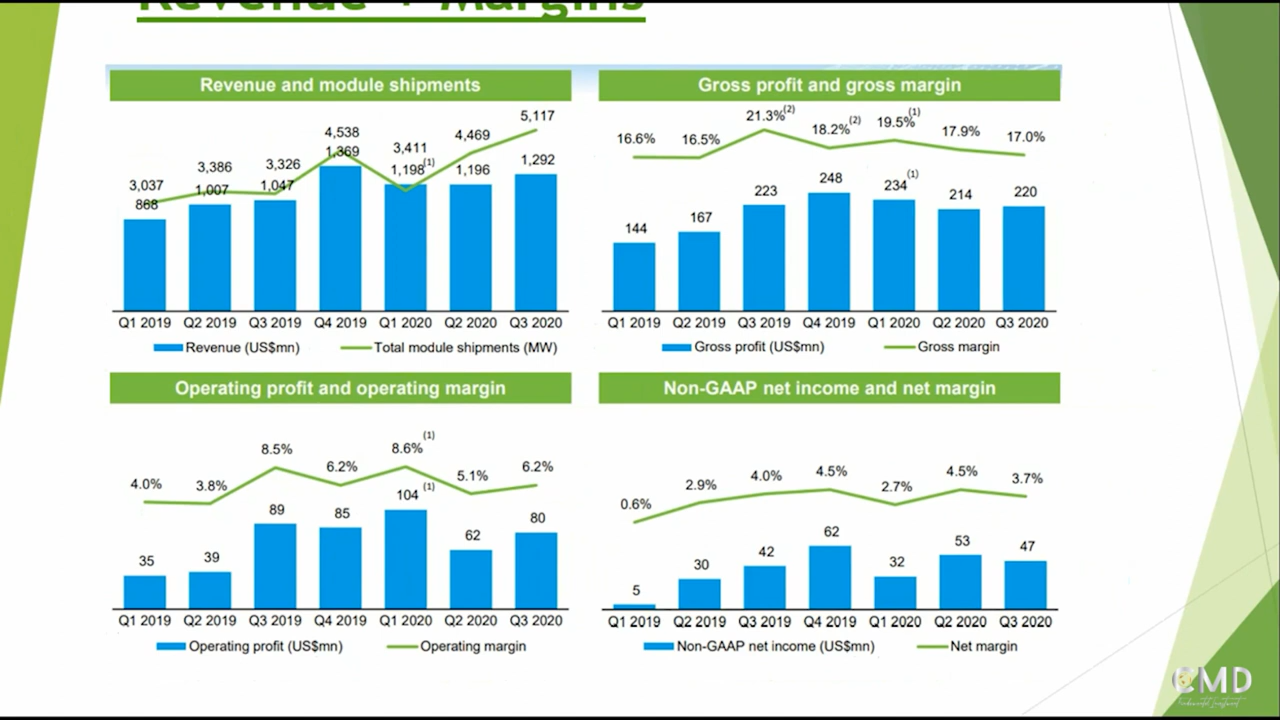 Revenue + Margins
Revenue and module shipments
5,117
4,538
4,469
3,411
3,386
3,326
3,037
1,369
1,198(1)
1,196
1,292
868
1,007
1,047
Q1 2019 Q2 2019 Q3 2019 Q4 2019 Q1 2020 Q2 2020 Q3 2020
Revenue (US$mn) Total module shipments (MW)
Gross profit and gross margin
16.6% 16.5% 21.3%(2) 18.2%(2) 19.5%(1) 17.9% 17.0%
144 167 223 248 234(1) 214 220
Q1 2019 Q2 2019 Q3 2019 Q4 2019 Q1 2020 Q2 2020 Q3 2020
Gross profit (US$mn) Gross margin
Operating profit and operating margin
4.0% 3.8% 8.5% 6.2% 8.6%(1) 5.1% 6.2%
35 39 89 85 104(1) 62 80
Q1 2019 Q2 2019 Q3 2019 Q4 2019 Q1 2020 Q2 2020 Q3 2020
Operating profit (US$mn) Operating margin
Non-GAAP net income and net margin
0.6% 2.9% 4.0% 4.5% 2.7% 4.5% 3.7%
5 30 42 62 32 53 47
Q1 2019 Q2 2019 Q3 2019 Q4 2019 Q1 2020 Q2 2020 Q3 2020
Non-GAAP net income (US$mn) Net margin
CMD